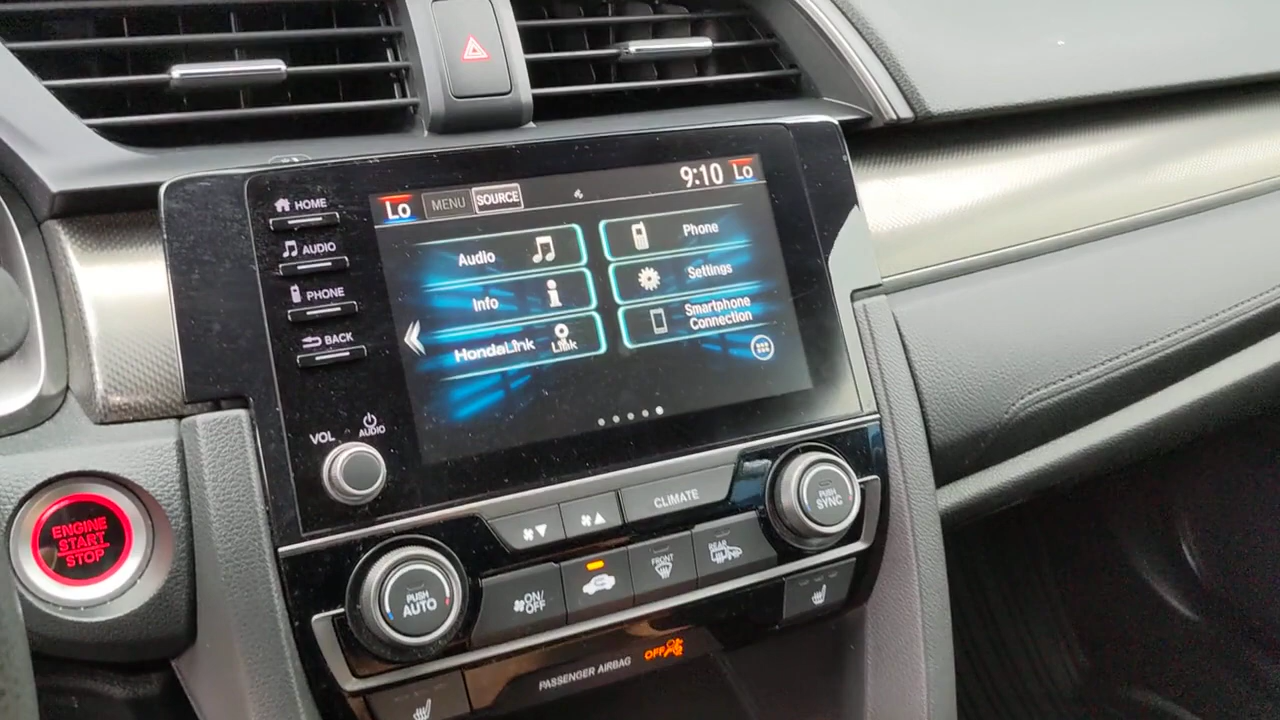 HOME
AUDIO
PHONE
BACK
VOL
AUDIO
Lo
MENU
SOURCE
9:10
Lo
Audio
Phone
Info
Settings
HondaLink
Link
Smartphone
Connection
ENGINE
START
STOP
CLIMATE
PUSH
SYNC
PUSH
AUTO
ON/
OFF
FRONT
REAR
PASSENGER AIRBAG
OFF